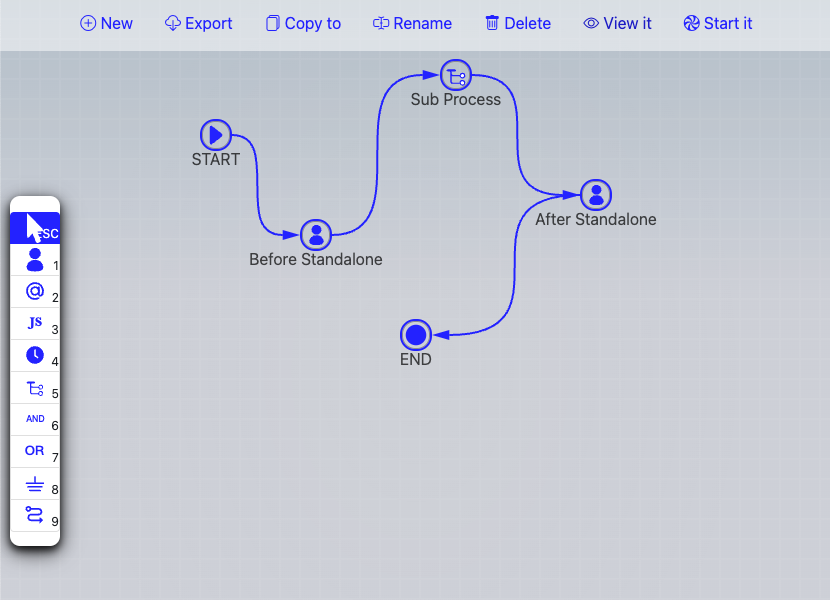 New Export Copy to Rename Delete View it Start it
Sub Process
START
After Standalone
Before Standalone
END
ESC
1
@ 2
JS 3
4
5
AND 6
OR 7
8
9